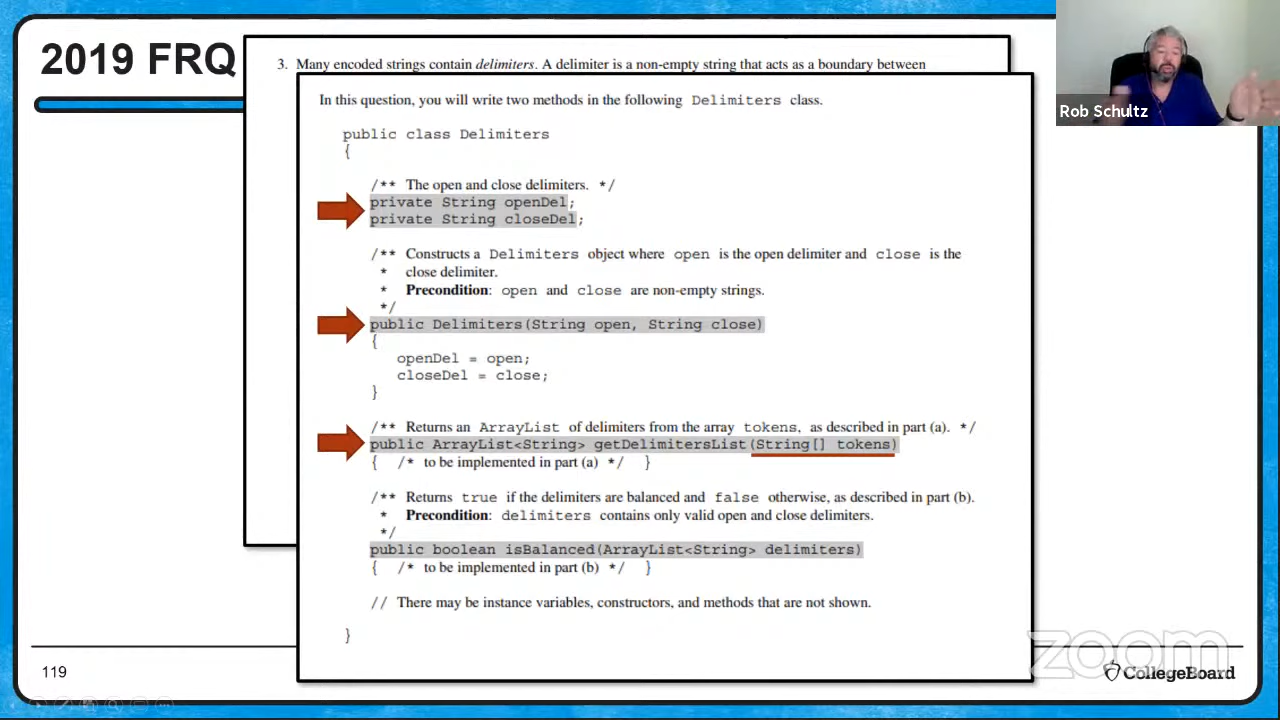 2019 FRQ
3. Many encoded strings contain delimiters. A delimiter is a non-empty string that acts as a boundary between
Rob Schultz
In this question, you will write two methods in the following Delimiters class.
public class Delimiters
{
/** The open and close delimiters. */
private String openDel;
private String closeDel;
/** Constructs a Delimiters object where open is the open delimiter and close is the
* close delimiter.
* Precondition: open and close are non-empty strings.
*/
public Delimiters(String open, String close)
{
openDel = open;
closeDel = close;
}
/** Returns an ArrayList of delimiters from the array tokens, as described in part (a). */
public ArrayList<String> getDelimitersList(String[] tokens)
{ /* to be implemented in part (a) */ }
/** Returns true if the delimiters are balanced and false otherwise, as described in part (b).
* Precondition: delimiters contains only valid open and close delimiters.
*/
public boolean isBalanced(ArrayList<String> delimiters)
{ /* to be implemented in part (b) */ }
// There may be instance variables, constructors, and methods that are not shown.
}
zoom
119
CollegeBoard